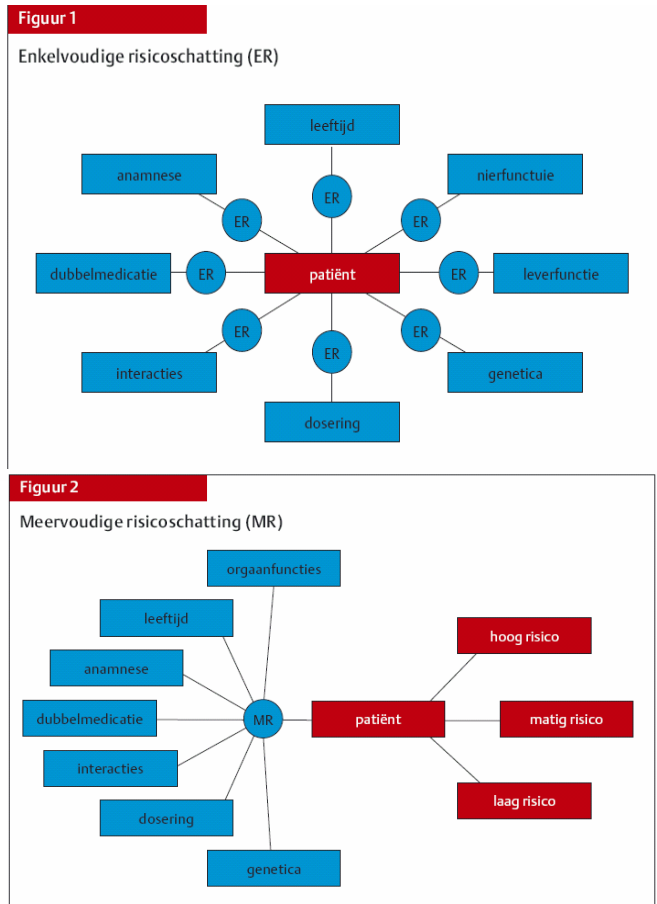 Figuur 1
Enkelvoudige risicoschatting (ER)
leeftijd
anamnese
nierfunctuie
ER
ER
ER
dubbelmedicatie
ER
patiënt
ER
leverfunctie
ER
ER
ER
interacties
genetica
dosering
Figuur 2
Meervoudige risicoschatting (MR)
orgaanfuncties
leeftijd
hoog risico
anamnese
dubbelmedicatie
MR
patiënt
matig risico
interacties
laag risico
dosering
genetica